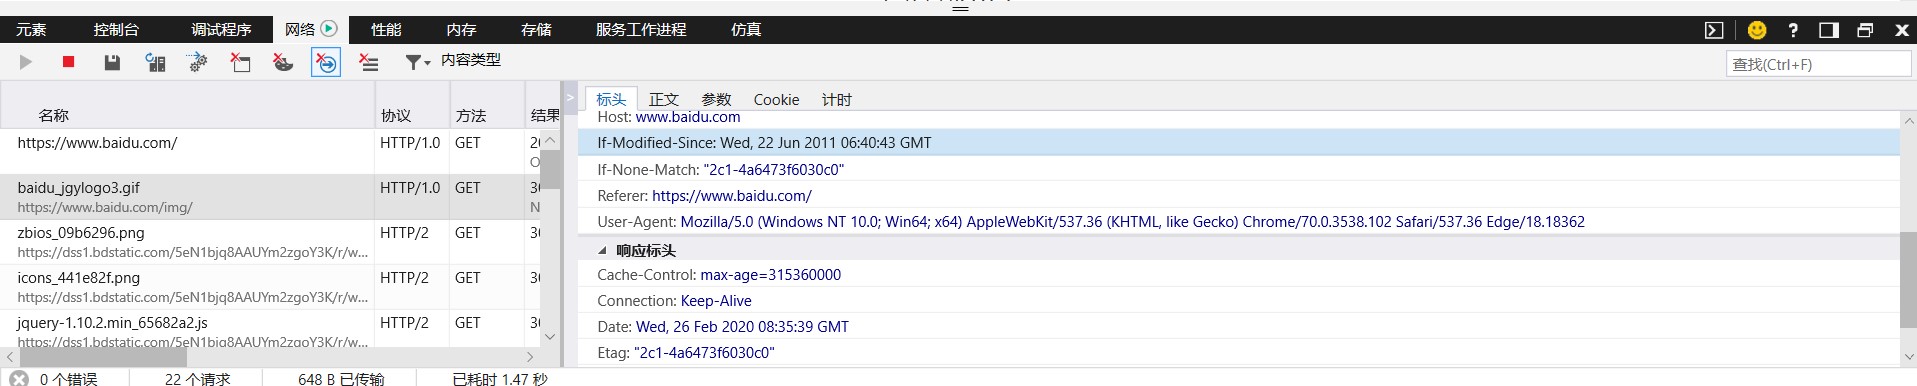 元素 控制台 调试程序 网络 性能 内存 存储 服务工作进程 仿真 ?
内容类型 查找(Ctrl+F)
名称 协议 方法 结果
https://www.baidu.com/ HTTP/1.0 GET
baidu_jgylogo3.gif HTTP/1.0 GET
https://www.baidu.com/img/
zbios_09b6296.png HTTP/2 GET
https://dss1.bdstatic.com/5eN1bjq8AAUYm2zgoY3K/r/w...
icons_441e82f.png HTTP/2 GET
https://dss1.bdstatic.com/5eN1bjq8AAUYm2zgoY3K/r/w...
jquery-1.10.2.min_65682a2.js HTTP/2 GET
https://dss1.bdstatic.com/5eN1bjq8AAUYm2zgoY3K/r/w...
标头 正文 参数 Cookie 计时
Host: www.baidu.com
If-Modified-Since: Wed, 22 Jun 2011 06:40:43 GMT
If-None-Match: "2c1-4a6473f6030c0"
Referer: https://www.baidu.com/
User-Agent: Mozilla/5.0 (Windows NT 10.0; Win64; x64) AppleWebKit/537.36 (KHTML, like Gecko) Chrome/70.0.3538.102 Safari/537.36 Edge/18.18362
响应标头
Cache-Control: max-age=315360000
Connection: Keep-Alive
Date: Wed, 26 Feb 2020 08:35:39 GMT
Etag: "2c1-4a6473f6030c0"
0 个错误 22 个请求 648 B 已传输 已耗时 1.47 秒